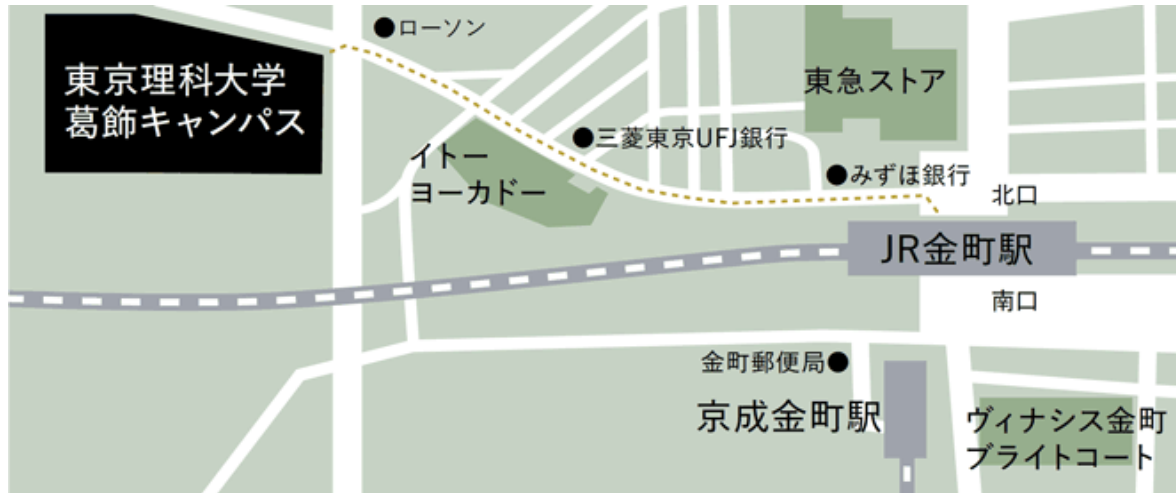 ●ローソン
東京理科大学
葛飾キャンパス
東急ストア
●三菱東京UFJ銀行
イトー
ヨーカドー
●みずほ銀行
北口
JR金町駅
南口
金町郵便局●
京成金町駅
ヴィナシス金町
ブライトコート